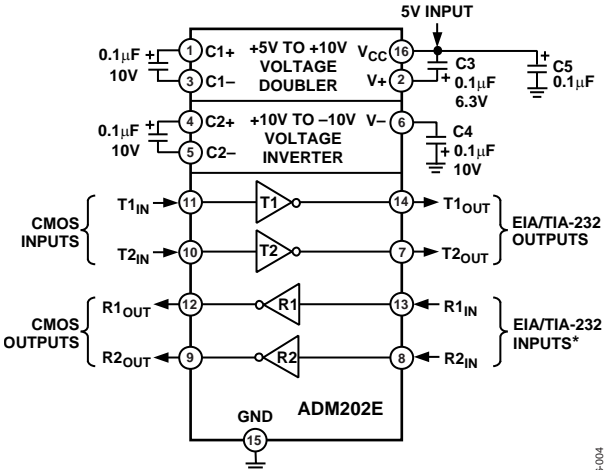 5V INPUT
0.1μF
10V
+
1
C1+
3
C1–
+5V TO +10V
VOLTAGE
DOUBLER
VCC
16
V+
2
+
C3
0.1μF
6.3V
+
C5
0.1μF
0.1μF
10V
+
4
C2+
5
C2–
+10V TO –10V
VOLTAGE
INVERTER
V–
6
C4
+ 0.1μF
10V
CMOS
INPUTS
T1IN
11
T1
14
T1OUT
T2IN
10
T2
7
T2OUT
EIA/TIA-232
OUTPUTS
CMOS
OUTPUTS
R1OUT
12
R1
13
R1IN
R2OUT
9
R2
8
R2IN
EIA/TIA-232
INPUTS*
GND
15
ADM202E